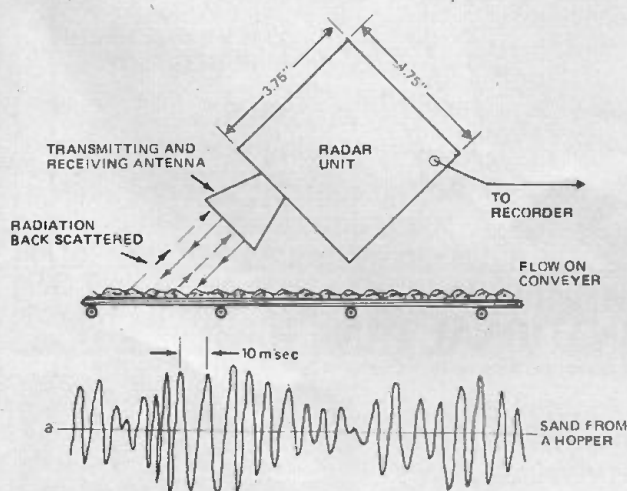 3.75"
4.75"
TRANSMITTING AND
RECEIVING ANTENNA
RADAR
UNIT
RADIATION
BACK SCATTERED
TO
RECORDER
FLOW ON
CONVEYER
10 m sec
a
SAND FROM
A HOPPER